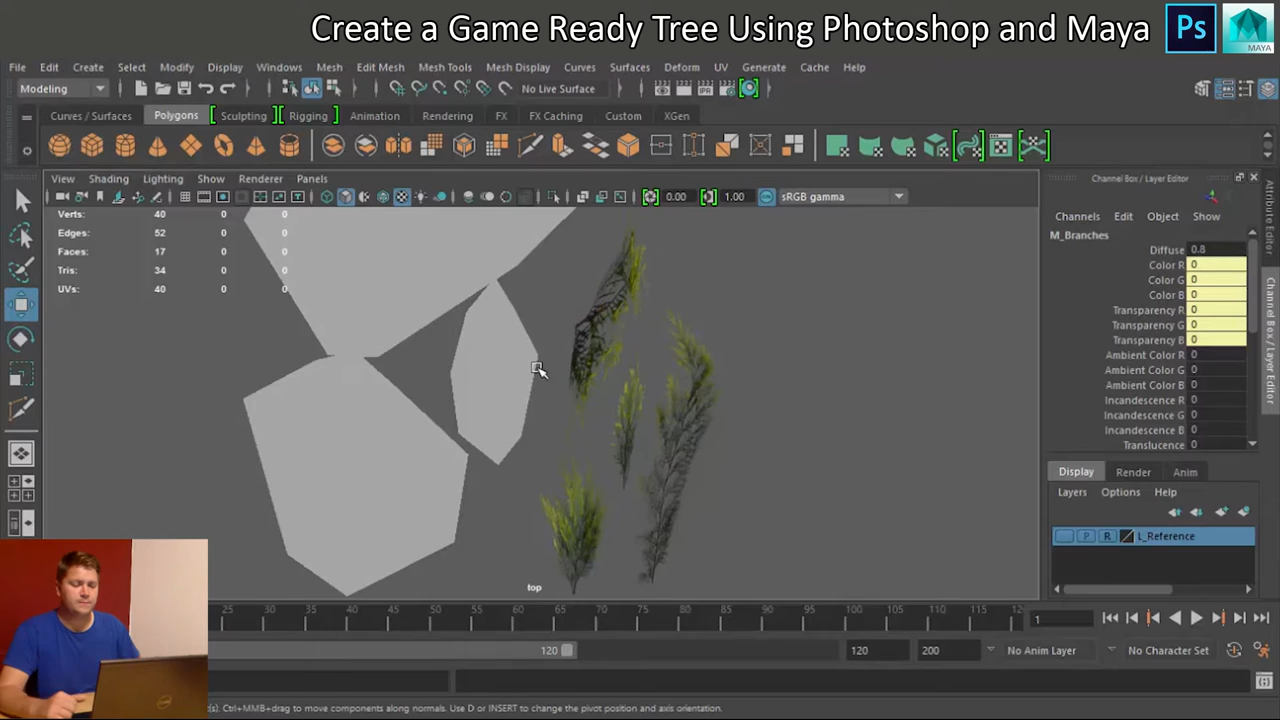 Create a Game Ready Tree Using Photoshop and Maya
Ps
MAYA
File Edit Create Select Modify Display Windows Mesh Edit Mesh Mesh Tools Mesh Display Curves Surfaces Deform UV Generate Cache Help
Modeling
No Live Surface
Curves / Surfaces Polygons Sculpting Rigging Animation Rendering FX FX Caching Custom XGen
View Shading Lighting Show Renderer Panels
0.00 1.00 sRGB gamma
Verts: 40 0 0
Edges: 52 0 0
Faces: 17 0 0
Tris: 34 0 0
UVs: 40 0 0
top
Channel Box / Layer Editor
Channels Edit Object Show
M_Branches
Diffuse 0.8
Color R 0
Color G 0
Color B 0
Transparency R 0
Transparency G 0
Transparency B 0
Ambient Color R 0
Ambient Color G 0
Ambient Color B 0
Incandescence R 0
Incandescence G 0
Incandescence B 0
Translucence 0
Display Render Anim
Layers Options Help
P R L_Reference
Attribute Editor
Channel Box / Layer Editor
25 30 35 40 45 50 55 60 65 70 75 80 85 90 95 100 105 110 115 12
1
120
120 200 No Anim Layer No Character Set
(s). Ctrl+MMB+drag to move components along normals. Use D or INSERT to change the pivot position and axis orientation.